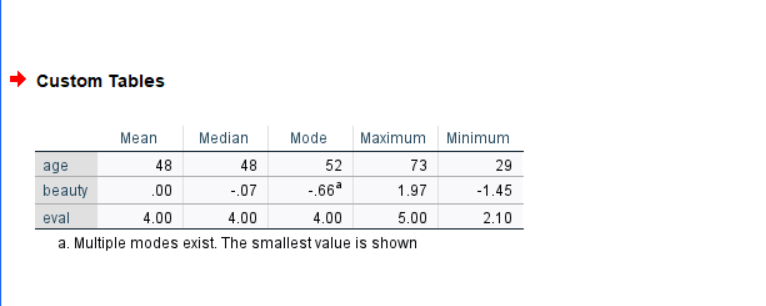 Custom Tables
Mean Median Mode Maximum Minimum
age 48 48 52 73 29
beauty .00 -.07 -.66a 1.97 -1.45
eval 4.00 4.00 4.00 5.00 2.10
a. Multiple modes exist. The smallest value is shown